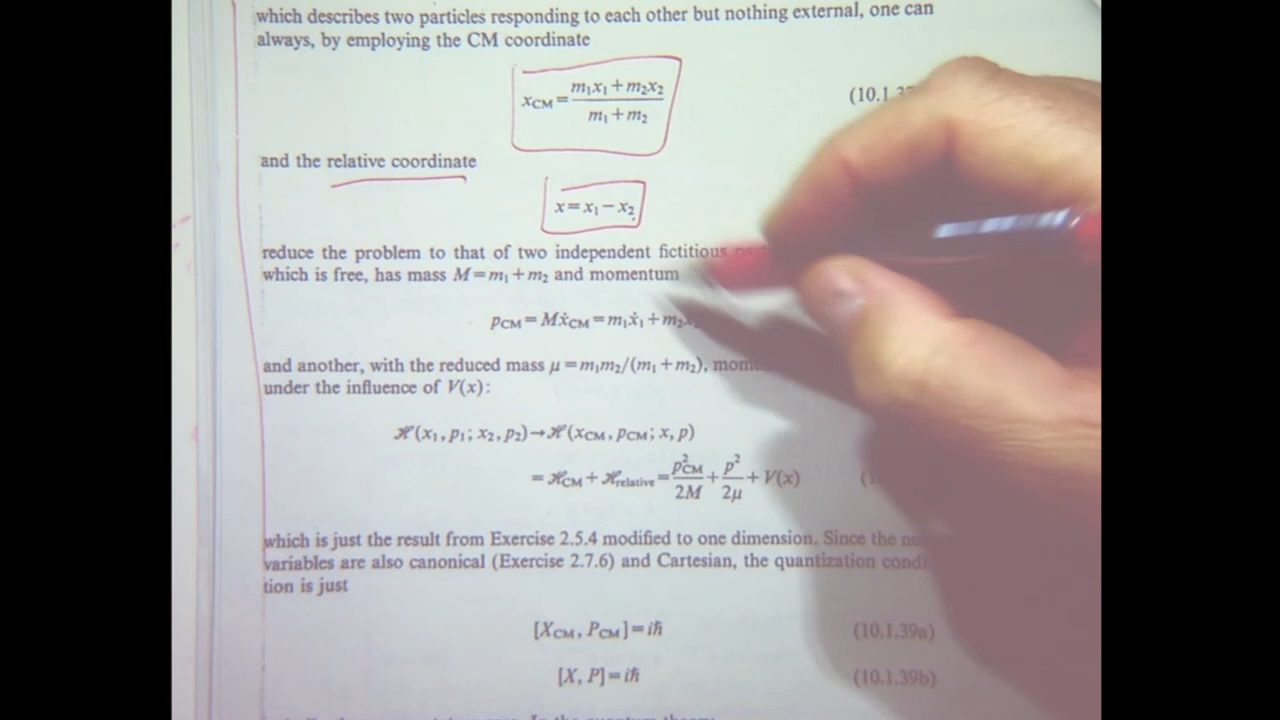 which describes two particles responding to each other but nothing external, one can
always, by employing the CM coordinate
x_CM = (m₁x₁ + m₂x₂) / (m₁ + m₂) (10.1.
and the relative coordinate
x = x₁ − x₂
reduce the problem to that of two independent fictitious
which is free, has mass M = m₁ + m₂ and momentum
p_CM = Mẋ_CM = m₁ẋ₁ + m₂
and another, with the reduced mass μ = m₁m₂/(m₁ + m₂),
under the influence of V(x):
ℋ(x₁, p₁; x₂, p₂) → ℋ(x_CM, p_CM; x, p)
= ℋ_CM + ℋ_relative = p²_CM / 2M + p² / 2μ + V(x)
which is just the result from Exercise 2.5.4 modified to one dimension. Since the
variables are also canonical (Exercise 2.7.6) and Cartesian, the quantization condi-
tion is just
[X_CM, P_CM] = iℏ (10.1.39a)
[X, P] = iℏ (10.1.39b)